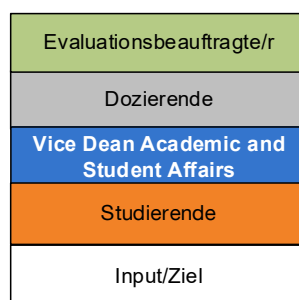 Evaluationsbeauftragte/r
Dozierende
Vice Dean Academic and
Student Affairs
Studierende
Input/Ziel